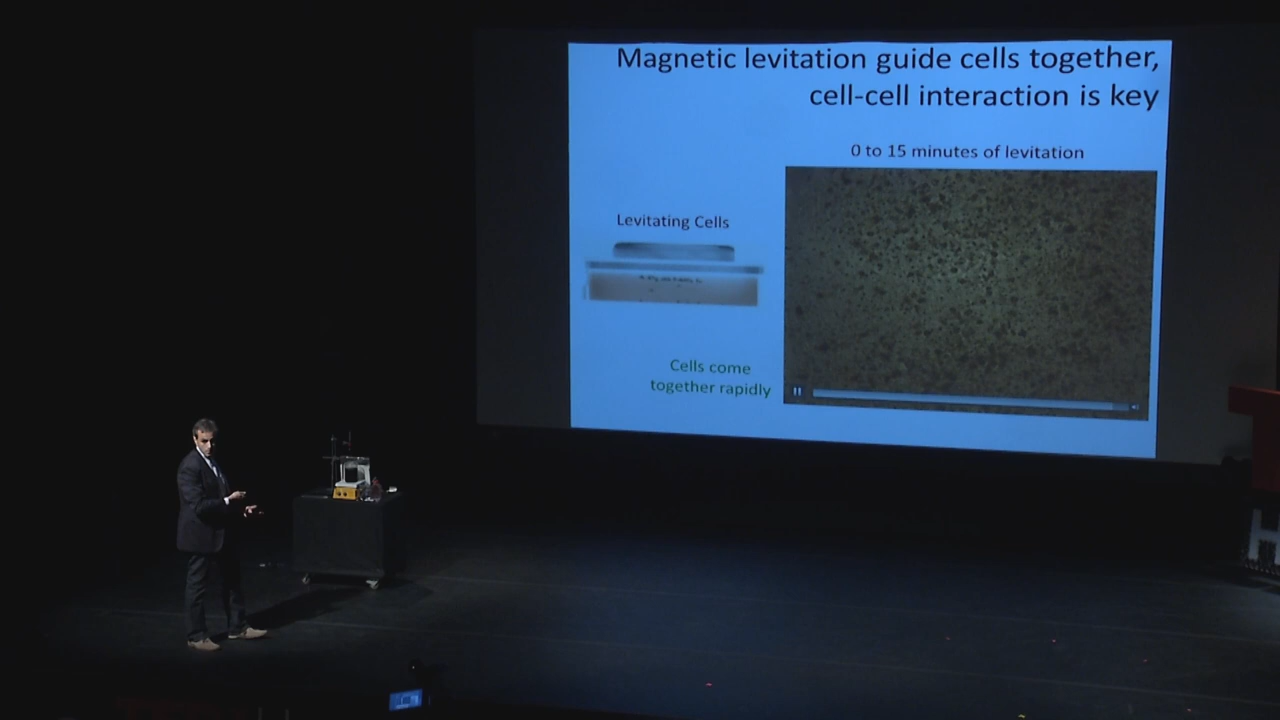 Magnetic levitation guide cells together,
cell-cell interaction is key
0 to 15 minutes of levitation
Levitating Cells
Cells come
together rapidly